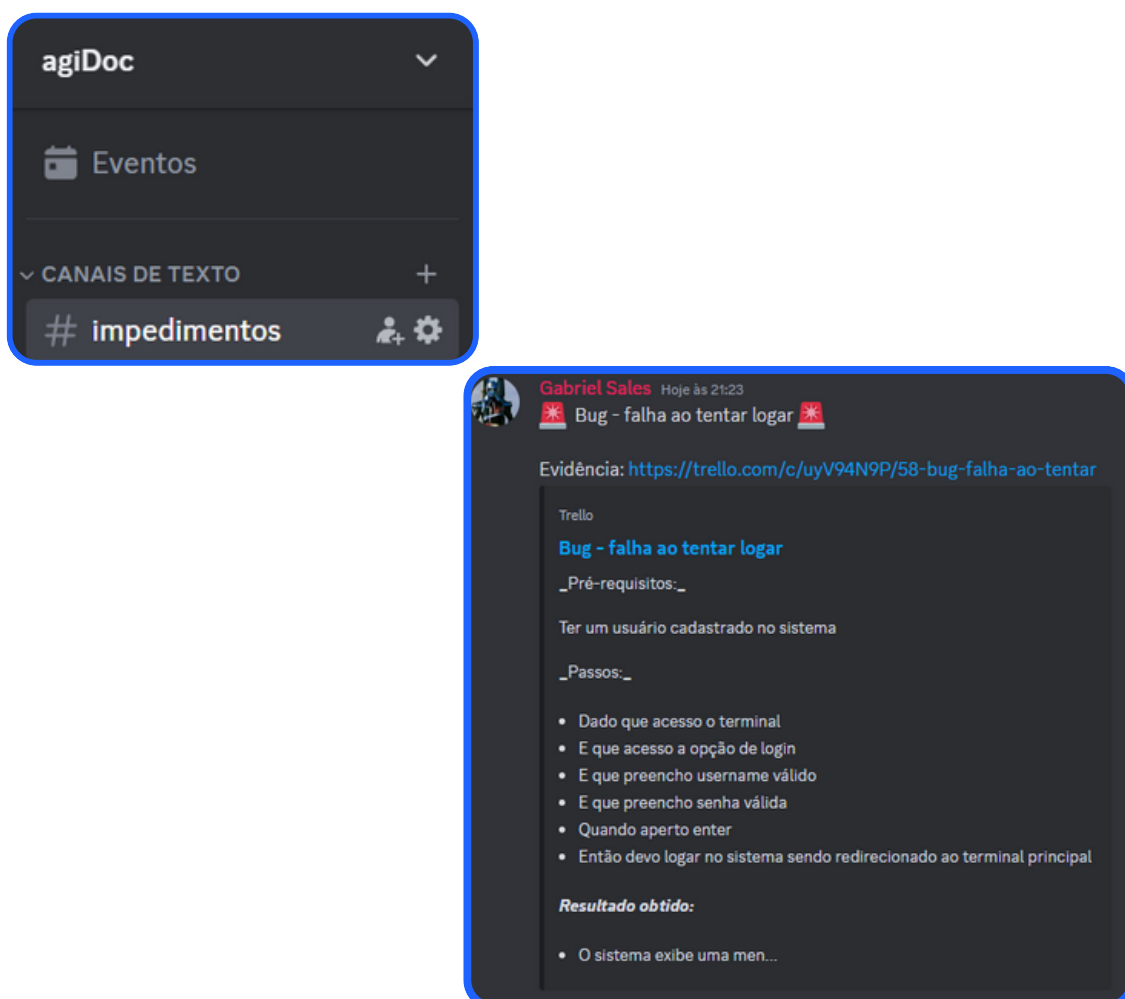 agiDoc
Eventos
CANAIS DE TEXTO +
# impedimentos
Gabriel Sales Hoje às 21:23
🚨 Bug - falha ao tentar logar 🚨
Evidência: https://trello.com/c/uyV94N9P/58-bug-falha-ao-tentar
Trello
Bug - falha ao tentar logar
_Pré-requisitos:_
Ter um usuário cadastrado no sistema
_Passos:_
• Dado que acesso o terminal
• E que acesso a opção de login
• E que preencho username válido
• E que preencho senha válida
• Quando aperto enter
• Então devo logar no sistema sendo redirecionado ao terminal principal
Resultado obtido:
• O sistema exibe uma men...